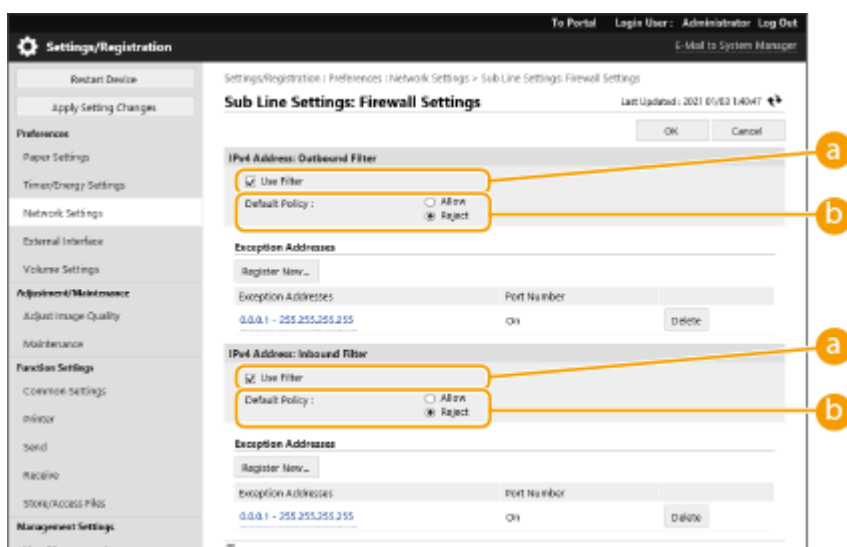 To Portal Login User : Administrator Log Out
Settings/Registration
E-Mail to System Manager
Restart Device
Apply Setting Changes
Preferences
Paper Settings
Timer/Energy Settings
Network Settings
External Interface
Volume Settings
Adjustment/Maintenance
Adjust Image Quality
Maintenance
Function Settings
Common Settings
Printer
Send
Receive
Store/Access Files
Management Settings
Settings/Registration : Preferences : Network Settings > Sub Line Settings: Firewall Settings
Sub Line Settings: Firewall Settings
Last Updated : 2021 01/03 1:40:47
OK Cancel
IPv4 Address: Outbound Filter
Use Filter
a
Default Policy :
Allow
Reject
b
Exception Addresses
Register New...
Exception Addresses Port Number
0.0.0.1 - 255.255.255.255 On Delete
IPv4 Address: Inbound Filter
Use Filter
a
Default Policy :
Allow
Reject
b
Exception Addresses
Register New...
Exception Addresses Port Number
0.0.0.1 - 255.255.255.255 On Delete